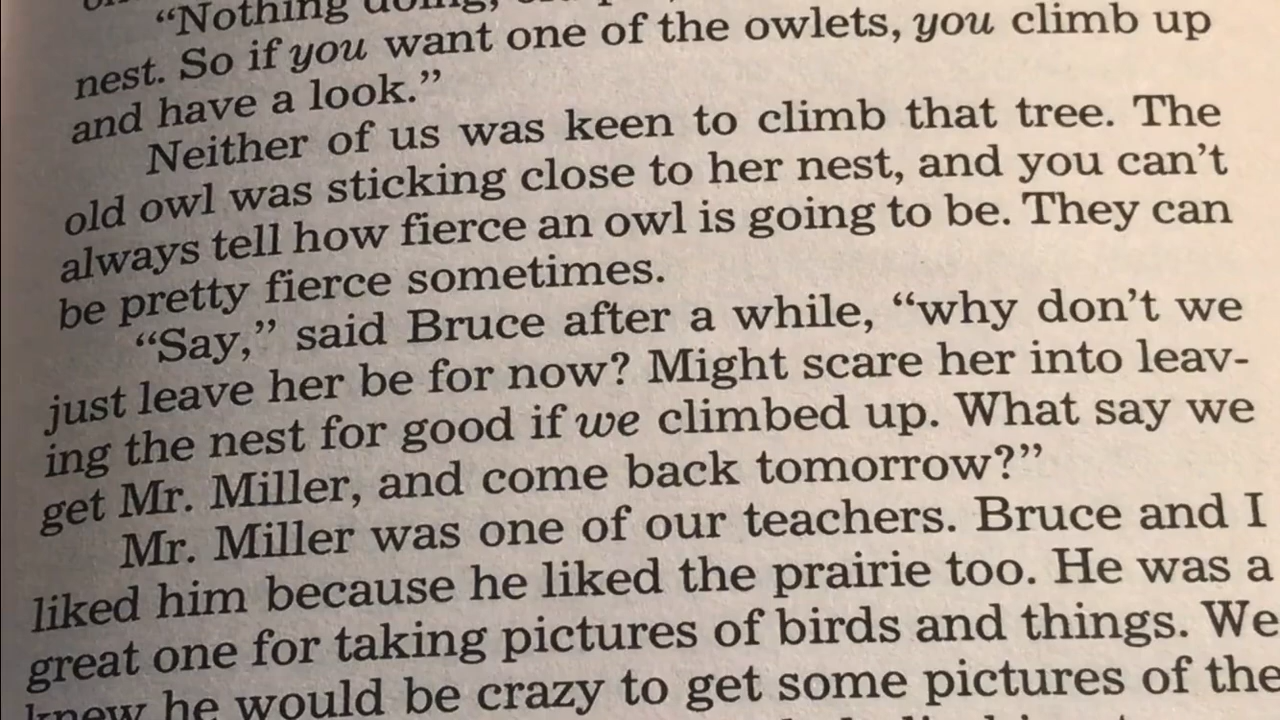 “Nothing doing,
nest. So if you want one of the owlets, you climb up
and have a look.”
Neither of us was keen to climb that tree. The
old owl was sticking close to her nest, and you can’t
always tell how fierce an owl is going to be. They can
be pretty fierce sometimes.
“Say,” said Bruce after a while, “why don’t we
just leave her be for now? Might scare her into leav-
ing the nest for good if we climbed up. What say we
get Mr. Miller, and come back tomorrow?”
Mr. Miller was one of our teachers. Bruce and I
liked him because he liked the prairie too. He was a
great one for taking pictures of birds and things. We
knew he would be crazy to get some pictures of the